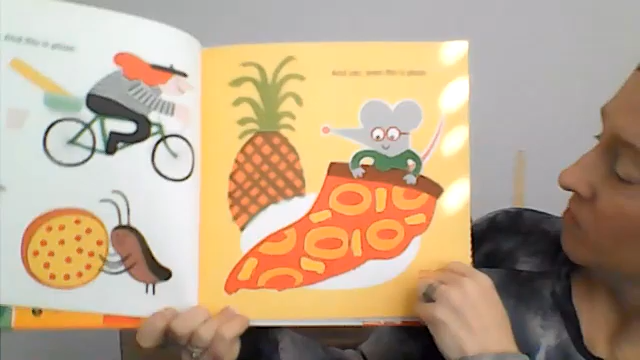 And this is pizza.
And yes, even this is pizza.